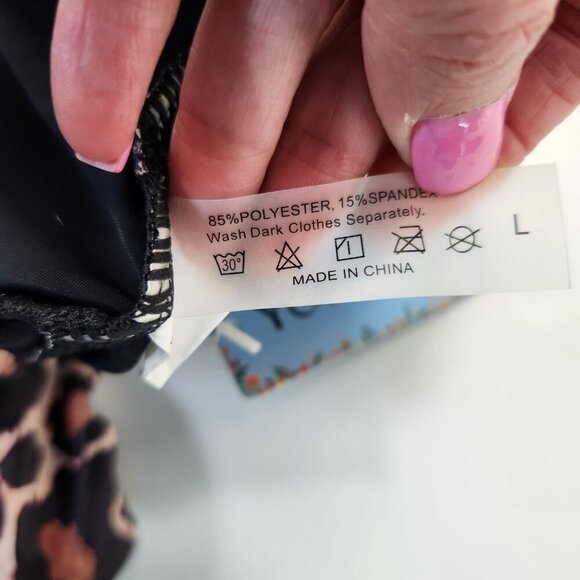 85%POLYESTER, 15%SPANDEX
Wash Dark Clothes Separately.
30° L
MADE IN CHINA